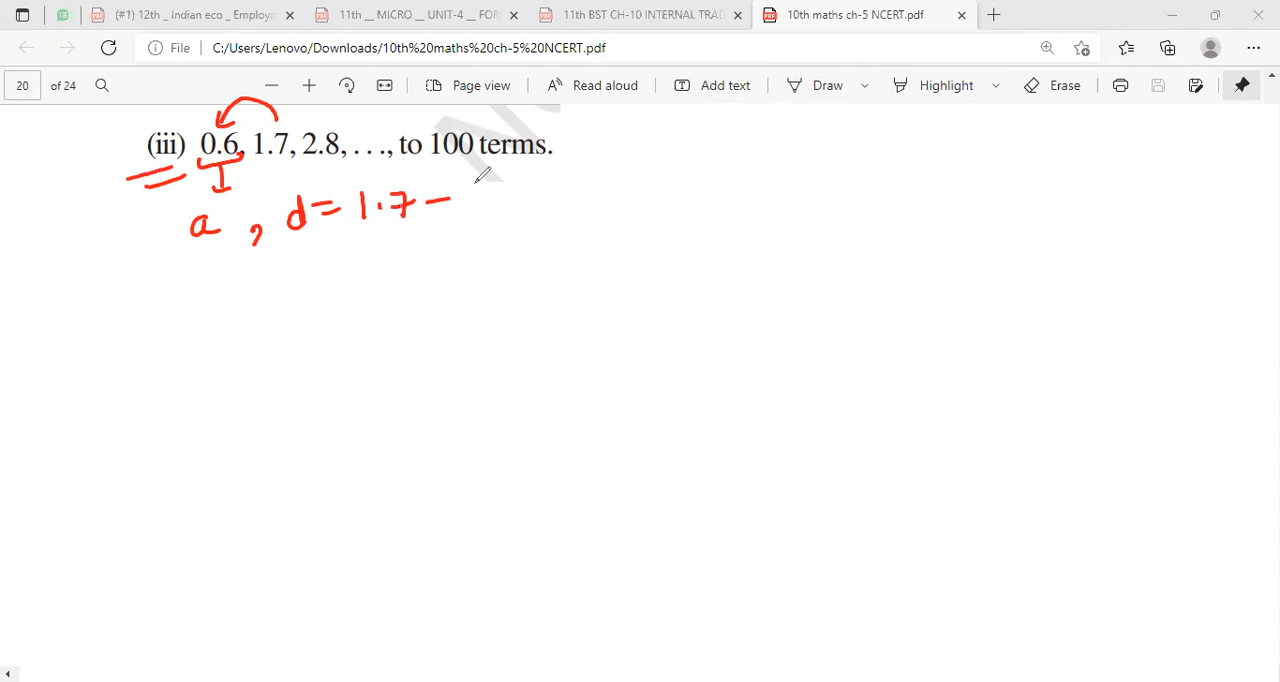 (#1) 12th _ Indian eco _ Employn
11th __ MICRO __ UNIT-4 __ FOR
11th BST CH-10 INTERNAL TRAD
10th maths ch-5 NCERT.pdf
File
C:/Users/Lenovo/Downloads/10th%20maths%20ch-5%20NCERT.pdf
20 of 24
Page view
Read aloud
Add text
Draw
Highlight
Erase
(iii) 0.6, 1.7, 2.8, . . ., to 100 terms.
a , d = 1.7 –